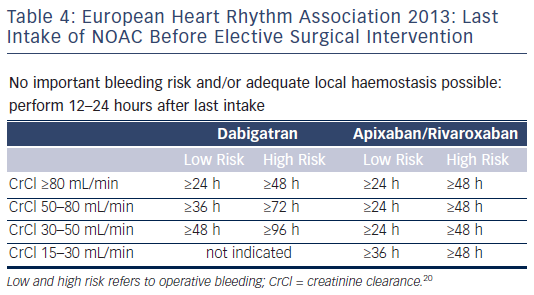 Table 4: European Heart Rhythm Association 2013: Last
Intake of NOAC Before Elective Surgical Intervention
No important bleeding risk and/or adequate local haemostasis possible:
perform 12–24 hours after last intake
Dabigatran Apixaban/Rivaroxaban
Low Risk High Risk Low Risk High Risk
CrCl ≥80 mL/min ≥24 h ≥48 h ≥24 h ≥48 h
CrCl 50–80 mL/min ≥36 h ≥72 h ≥24 h ≥48 h
CrCl 30–50 mL/min ≥48 h ≥96 h ≥24 h ≥48 h
CrCl 15–30 mL/min not indicated ≥36 h ≥48 h
Low and high risk refers to operative bleeding; CrCl = creatinine clearance.20